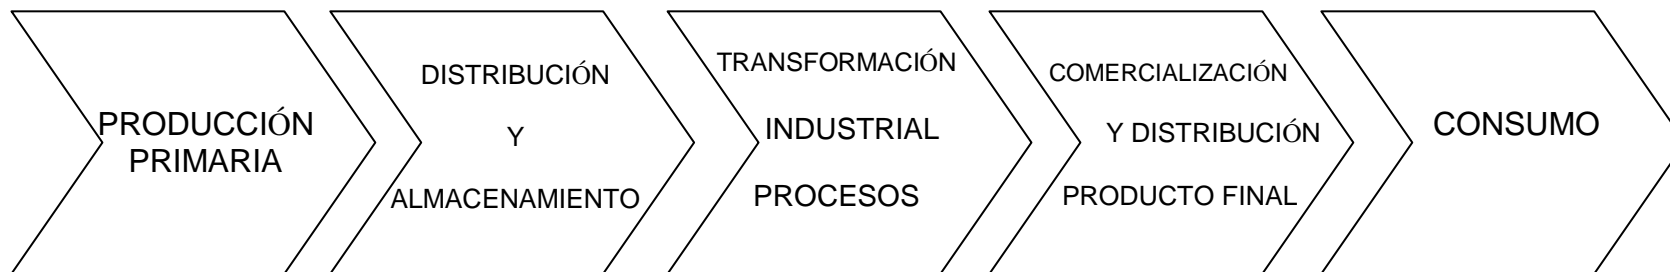 PRODUCCIÓN
PRIMARIA
DISTRIBUCIÓN
Y
ALMACENAMIENTO
TRANSFORMACIÓN
INDUSTRIAL
PROCESOS
COMERCIALIZACIÓN
Y DISTRIBUCIÓN
PRODUCTO FINAL
CONSUMO